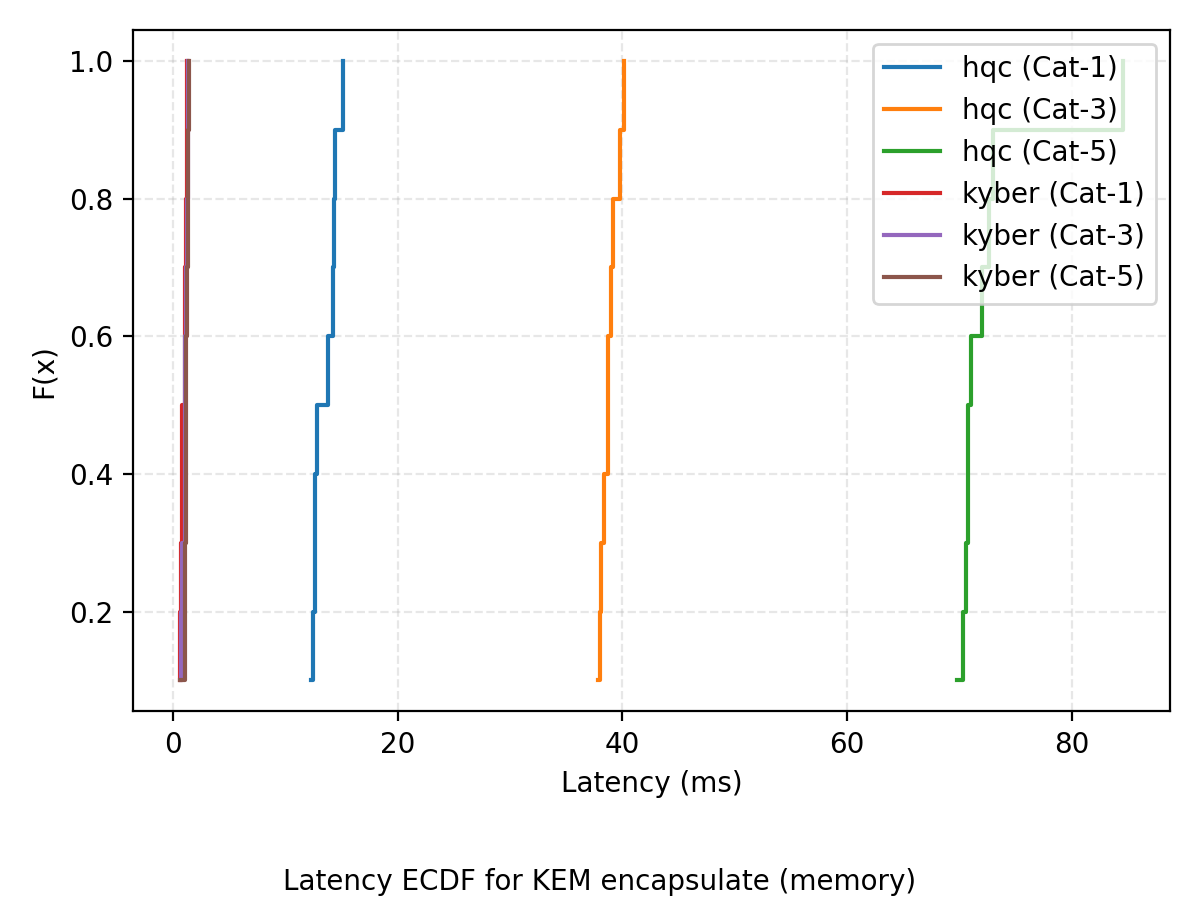 1.0
0.8
0.6
0.4
0.2
F(x)
hqc (Cat-1)
hqc (Cat-3)
hqc (Cat-5)
kyber (Cat-1)
kyber (Cat-3)
kyber (Cat-5)
0 20 40 60 80
Latency (ms)
Latency ECDF for KEM encapsulate (memory)